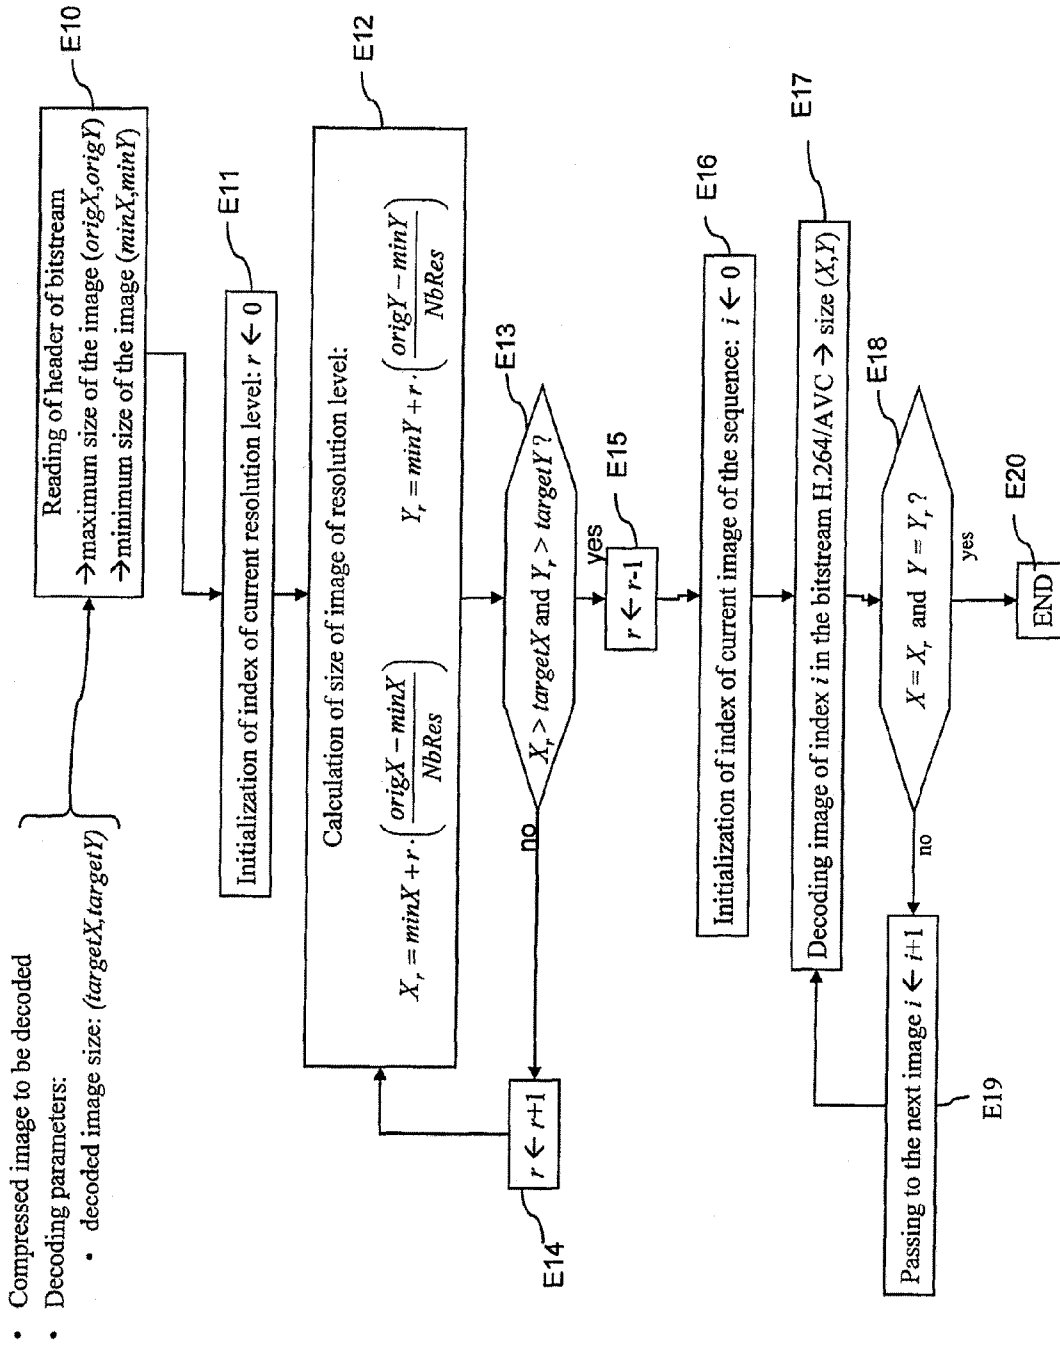 • Compressed image to be decoded
• Decoding parameters:
• decoded image size: (targetX,targetY)
Reading of header of bitstream
→maximum size of the image (origX,origY)
→minimum size of the image (minX,minY)
E10
Initialization of index of current resolution level: r ← 0
E11
Calculation of size of image of resolution level:
X_r = minX + r · ((origX − minX) / NbRes)
Y_r = minY + r · ((origY − minY) / NbRes)
E12
X_r > targetX and Y_r > targetY ?
E13
no
yes
r ← r+1
E14
r ← r-1
E15
Initialization of index of current image of the sequence: i ← 0
E16
Decoding image of index i in the bitstream H.264/AVC → size (X,Y)
E17
X = X_r and Y = Y_r ?
E18
no
yes
Passing to the next image i ← i+1
E19
END
E20